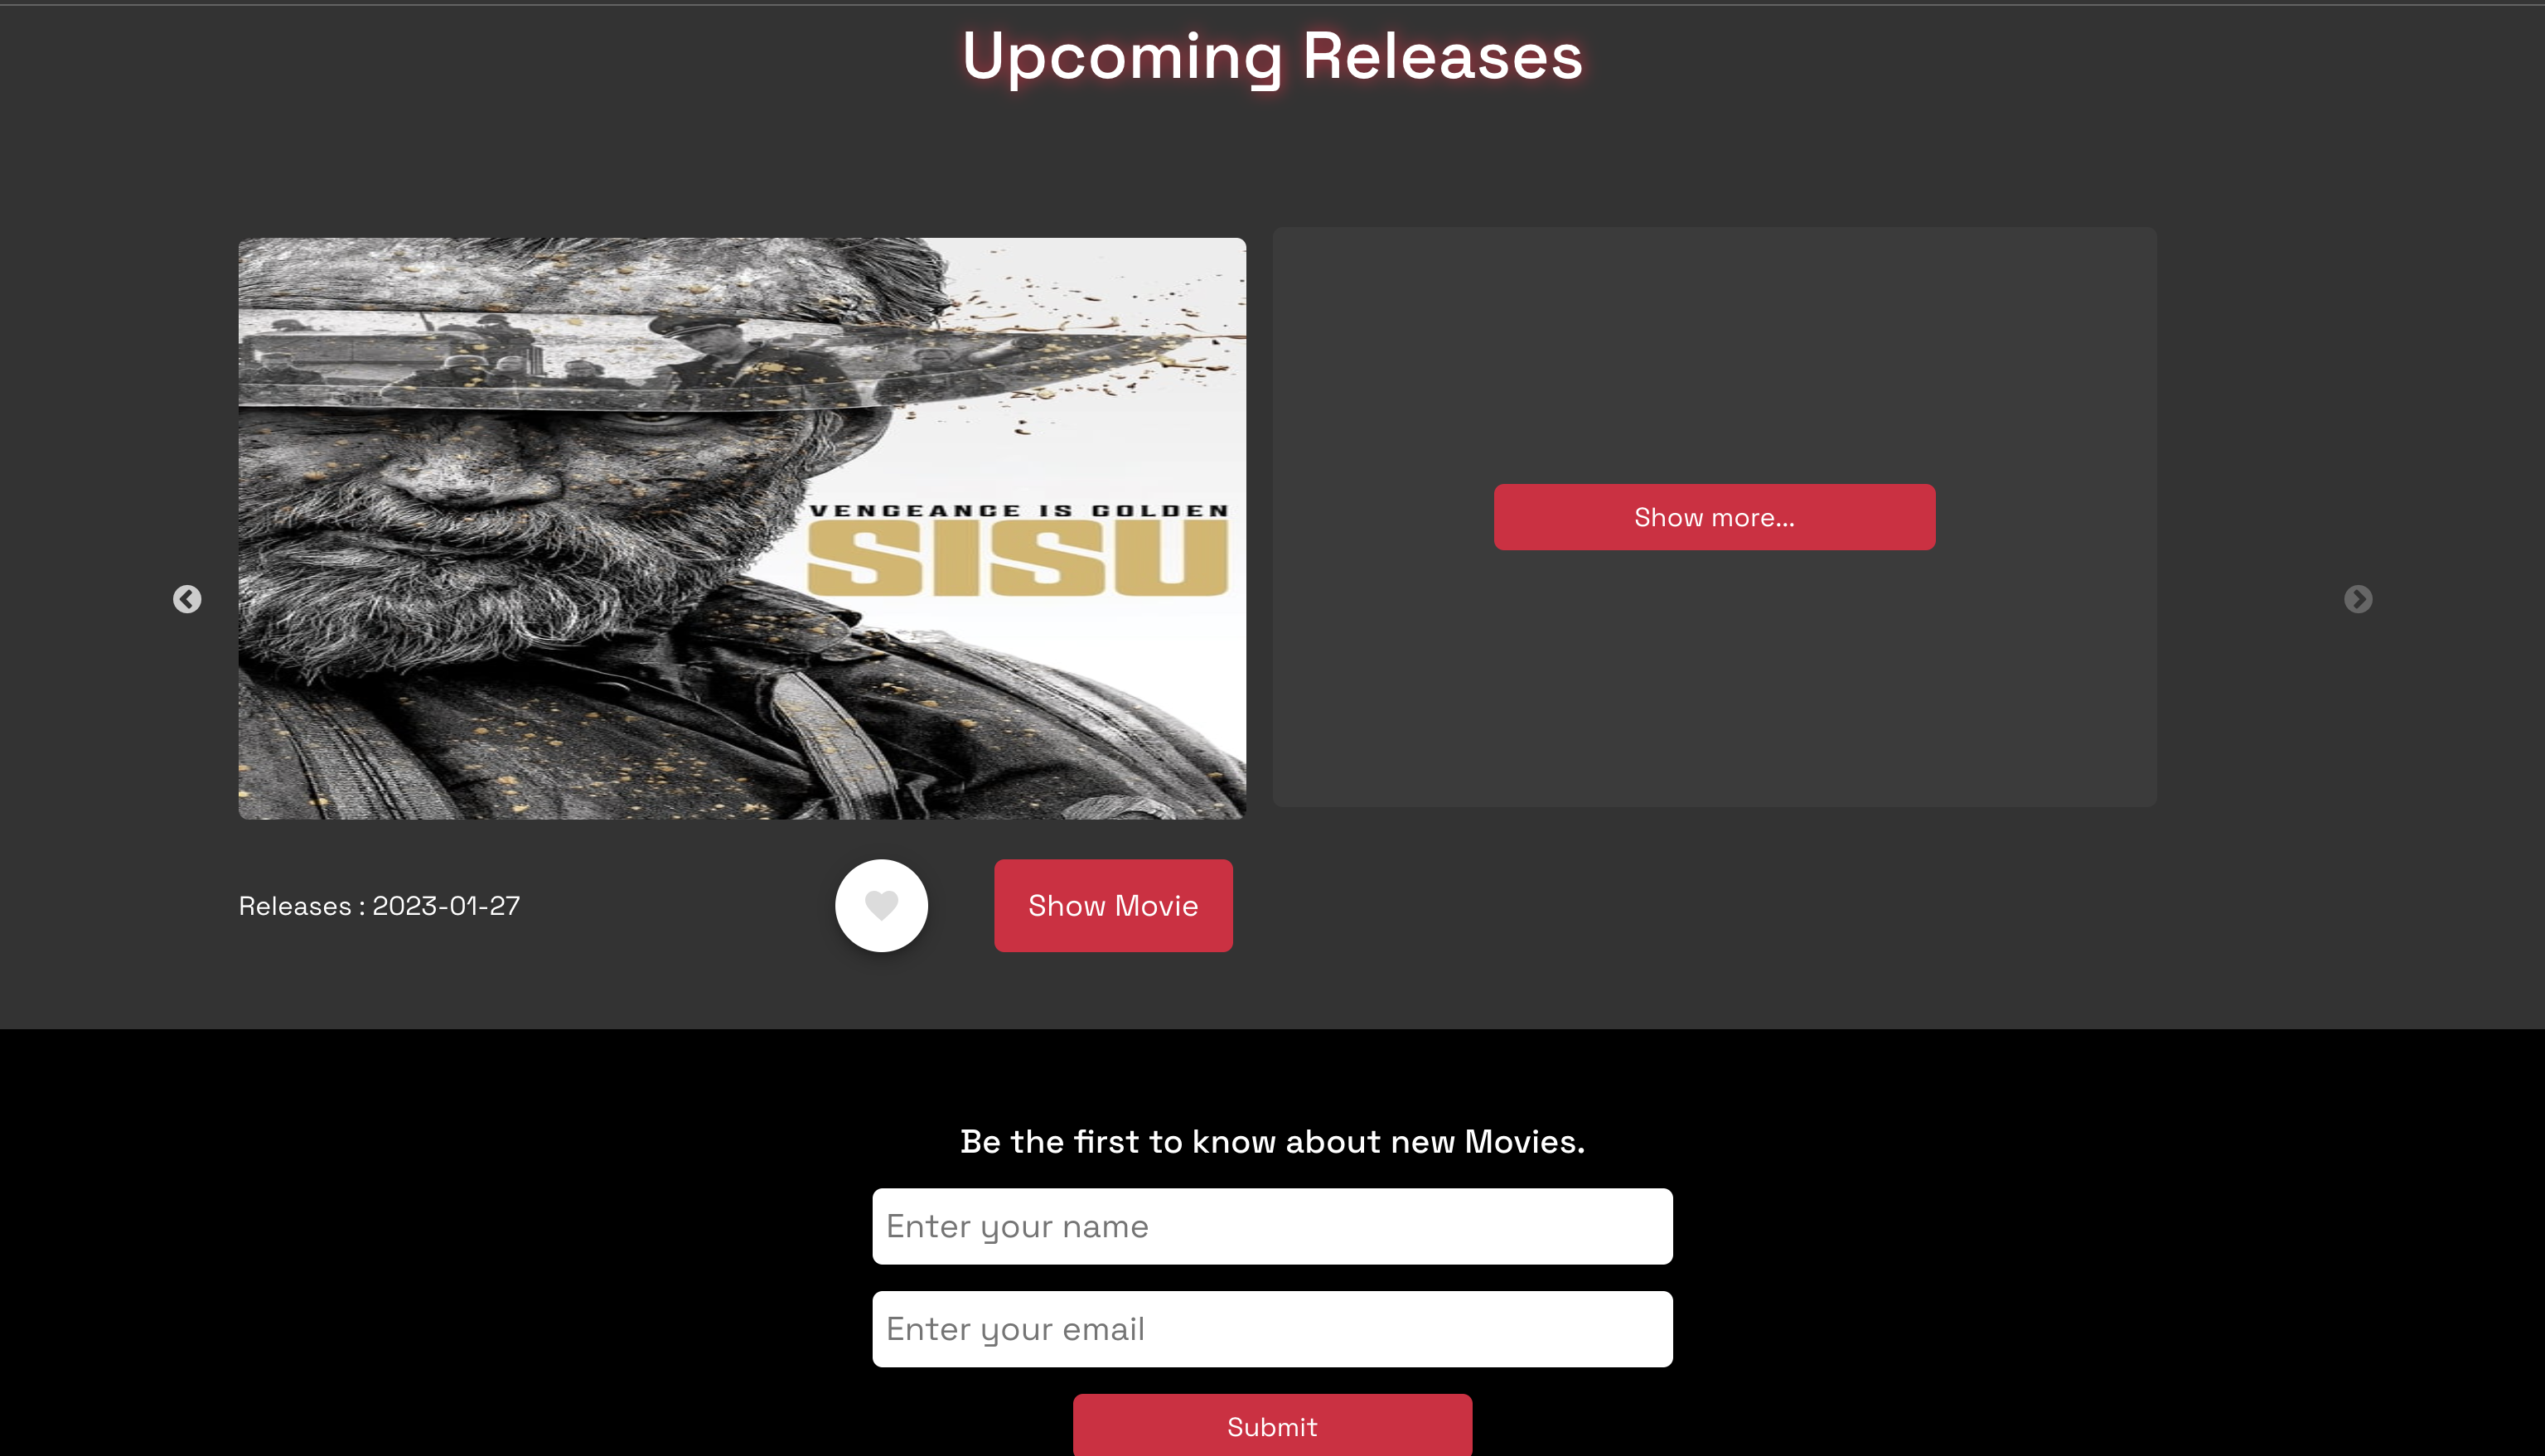 Upcoming Releases
VENGEANCE IS GOLDEN
SISU
Show more...
Releases : 2023-01-27
Show Movie
Be the first to know about new Movies.
Enter your name
Enter your email
Submit